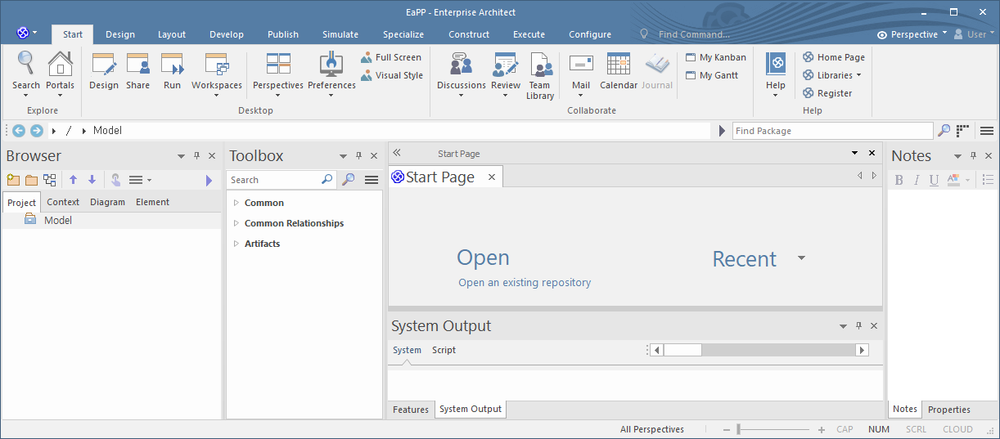 EaPP - Enterprise Architect
Start Design Layout Develop Publish Simulate Specialize Construct Execute Configure Find Command... Perspective User
Search Portals Design Share Run Workspaces Perspectives Preferences Full Screen Visual Style Discussions Review Team Library Mail Calendar Journal My Kanban My Gantt Help Home Page Libraries Register
Explore Desktop Collaborate Help
/ Model Find Package
Browser
Project Context Diagram Element
Model
Toolbox
Search
Common
Common Relationships
Artifacts
Start Page
Start Page
Open
Open an existing repository
Recent
System Output
System Script
Features System Output
Notes
B I U A
Notes Properties
All Perspectives CAP NUM SCRL CLOUD